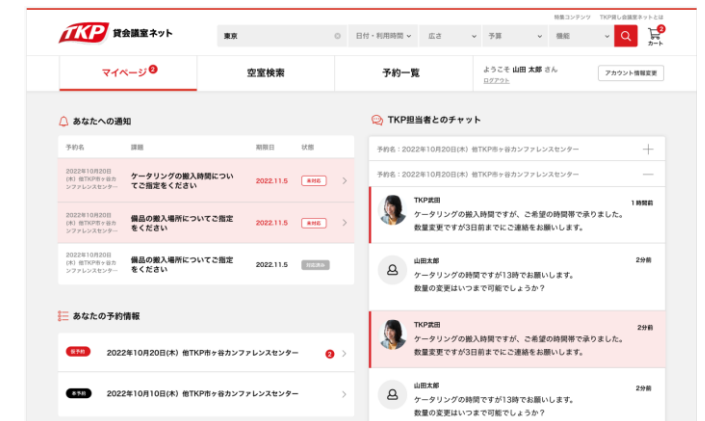 特集コンテンツ TKP貸し会議室ネットとは
TKP 貸会議室ネット
東京
日付・利用時間
広さ
予算
機能
2
カート
マイページ 2
空室検索
予約一覧
ようこそ 山田 太郎 さん
ログアウト
アカウント情報変更
あなたへの通知
予約名 課題 期限日 状態
2022年10月20日
(木) 他TKP市ヶ谷カ
ンファレンスセンター
ケータリングの搬入時間につい
てご指定をください
2022.11.5
未対応
2022年10月20日
(木) 他TKP市ヶ谷カ
ンファレンスセンター
備品の搬入場所についてご指定
をください
2022.11.5
未対応
2022年10月20日
(木) 他TKP市ヶ谷カ
ンファレンスセンター
備品の搬入場所についてご指定
をください
2022.11.5
対応済み
あなたの予約情報
仮予約
2022年10月20日(木) 他TKP市ヶ谷カンファレンスセンター
2
本予約
2022年10月10日(木) 他TKP市ヶ谷カンファレンスセンター
TKP担当者とのチャット
予約名：2022年10月20日(木) 他TKP市ヶ谷カンファレンスセンター
予約名：2022年10月20日(木) 他TKP市ヶ谷カンファレンスセンター
TKP武田
1時間前
ケータリングの搬入時間ですが、ご希望の時間帯で承りました。
数量変更ですが3日前までにご連絡をお願いします。
山田太郎
2分前
ケータリングの時間ですが13時でお願いします。
数量の変更はいつまで可能でしょうか？
TKP武田
2分前
ケータリングの搬入時間ですが、ご希望の時間帯で承りました。
数量変更ですが3日前までにご連絡をお願いします。
山田太郎
2分前
ケータリングの時間ですが13時でお願いします。
数量の変更はいつまで可能でしょうか？